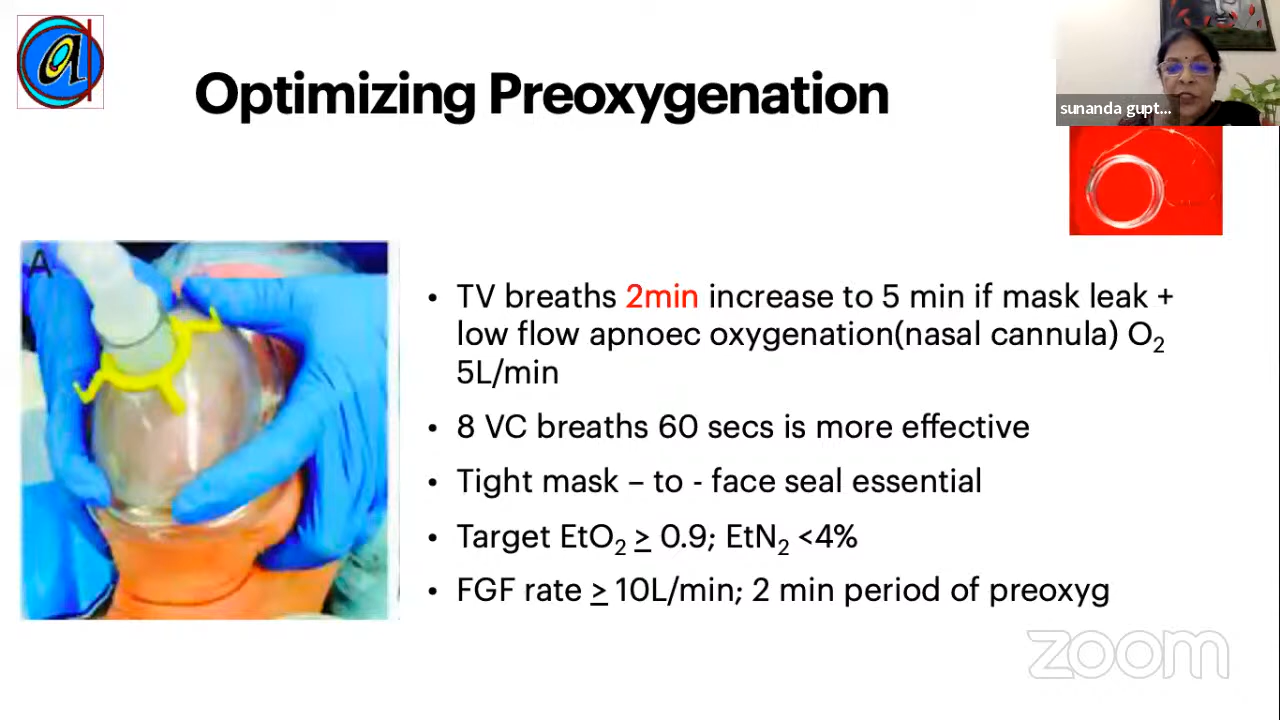 Optimizing Preoxygenation
sunanda gupt...
A
• TV breaths 2min increase to 5 min if mask leak +
low flow apnoec oxygenation(nasal cannula) O₂
5L/min
• 8 VC breaths 60 secs is more effective
• Tight mask – to - face seal essential
• Target EtO₂ ≥ 0.9; EtN₂ <4%
• FGF rate ≥ 10L/min; 2 min period of preoxyg
zoom